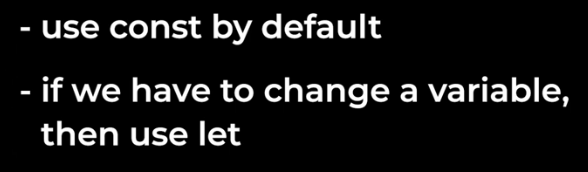 - use const by default
- if we have to change a variable,
then use let